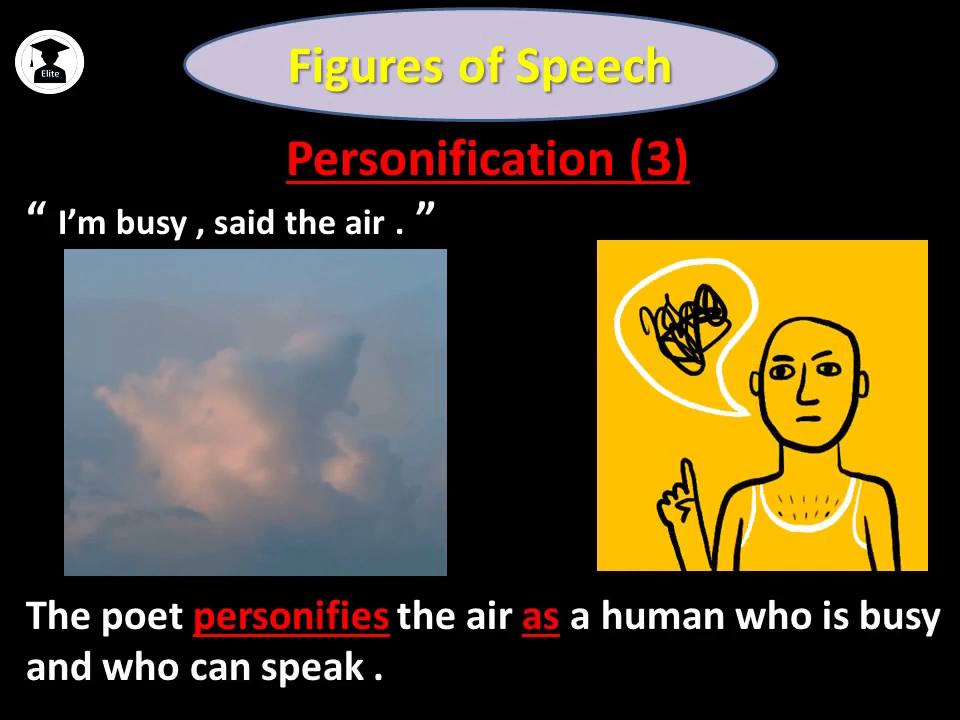 Elite
Figures of Speech
Personification (3)
“ I’m busy , said the air . ”
The poet personifies the air as a human who is busy
and who can speak .